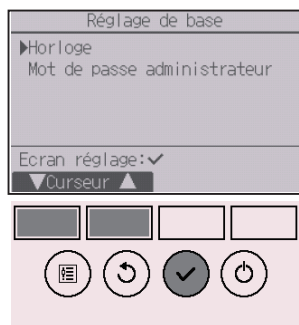 Réglage de base
▶Horloge
Mot de passe administrateur
Ecran réglage:✓
▼Curseur ▲